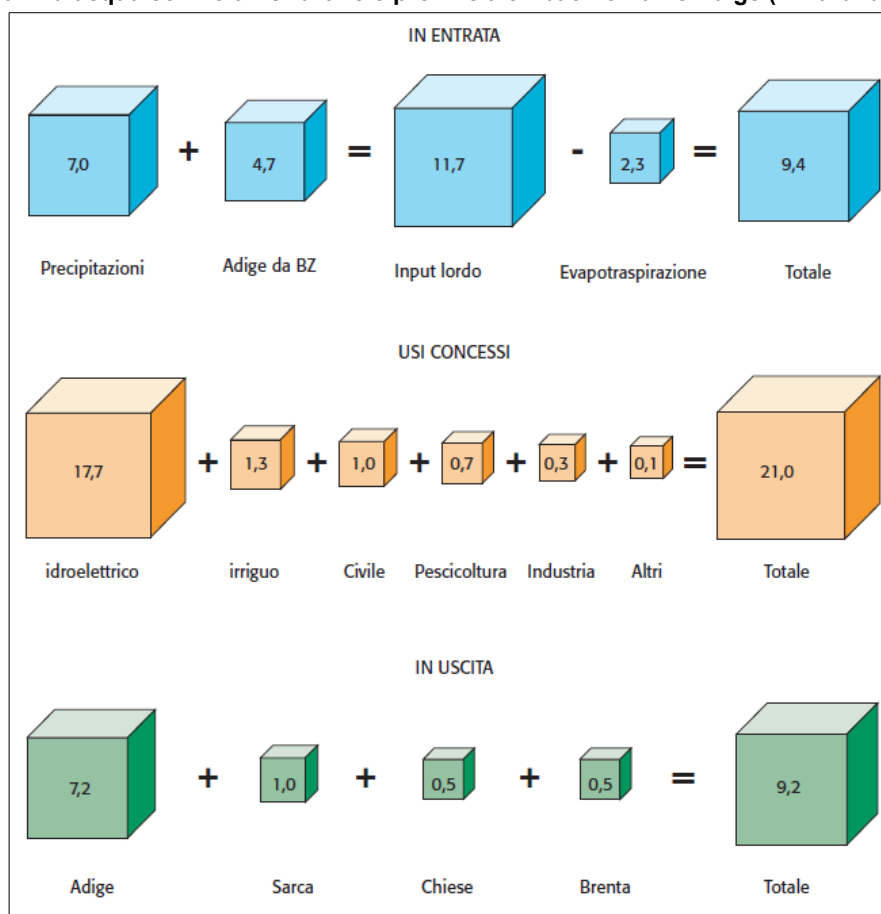 IN ENTRATA
7,0 + 4,7 = 11,7 - 2,3 = 9,4
Precipitazioni Adige da BZ Input lordo Evapotraspirazione Totale
USI CONCESSI
17,7 + 1,3 + 1,0 + 0,7 + 0,3 + 0,1 = 21,0
idroelettrico irriguo Civile Pescicoltura Industria Altri Totale
IN USCITA
7,2 + 1,0 + 0,5 + 0,5 = 9,2
Adige Sarca Chiese Brenta Totale